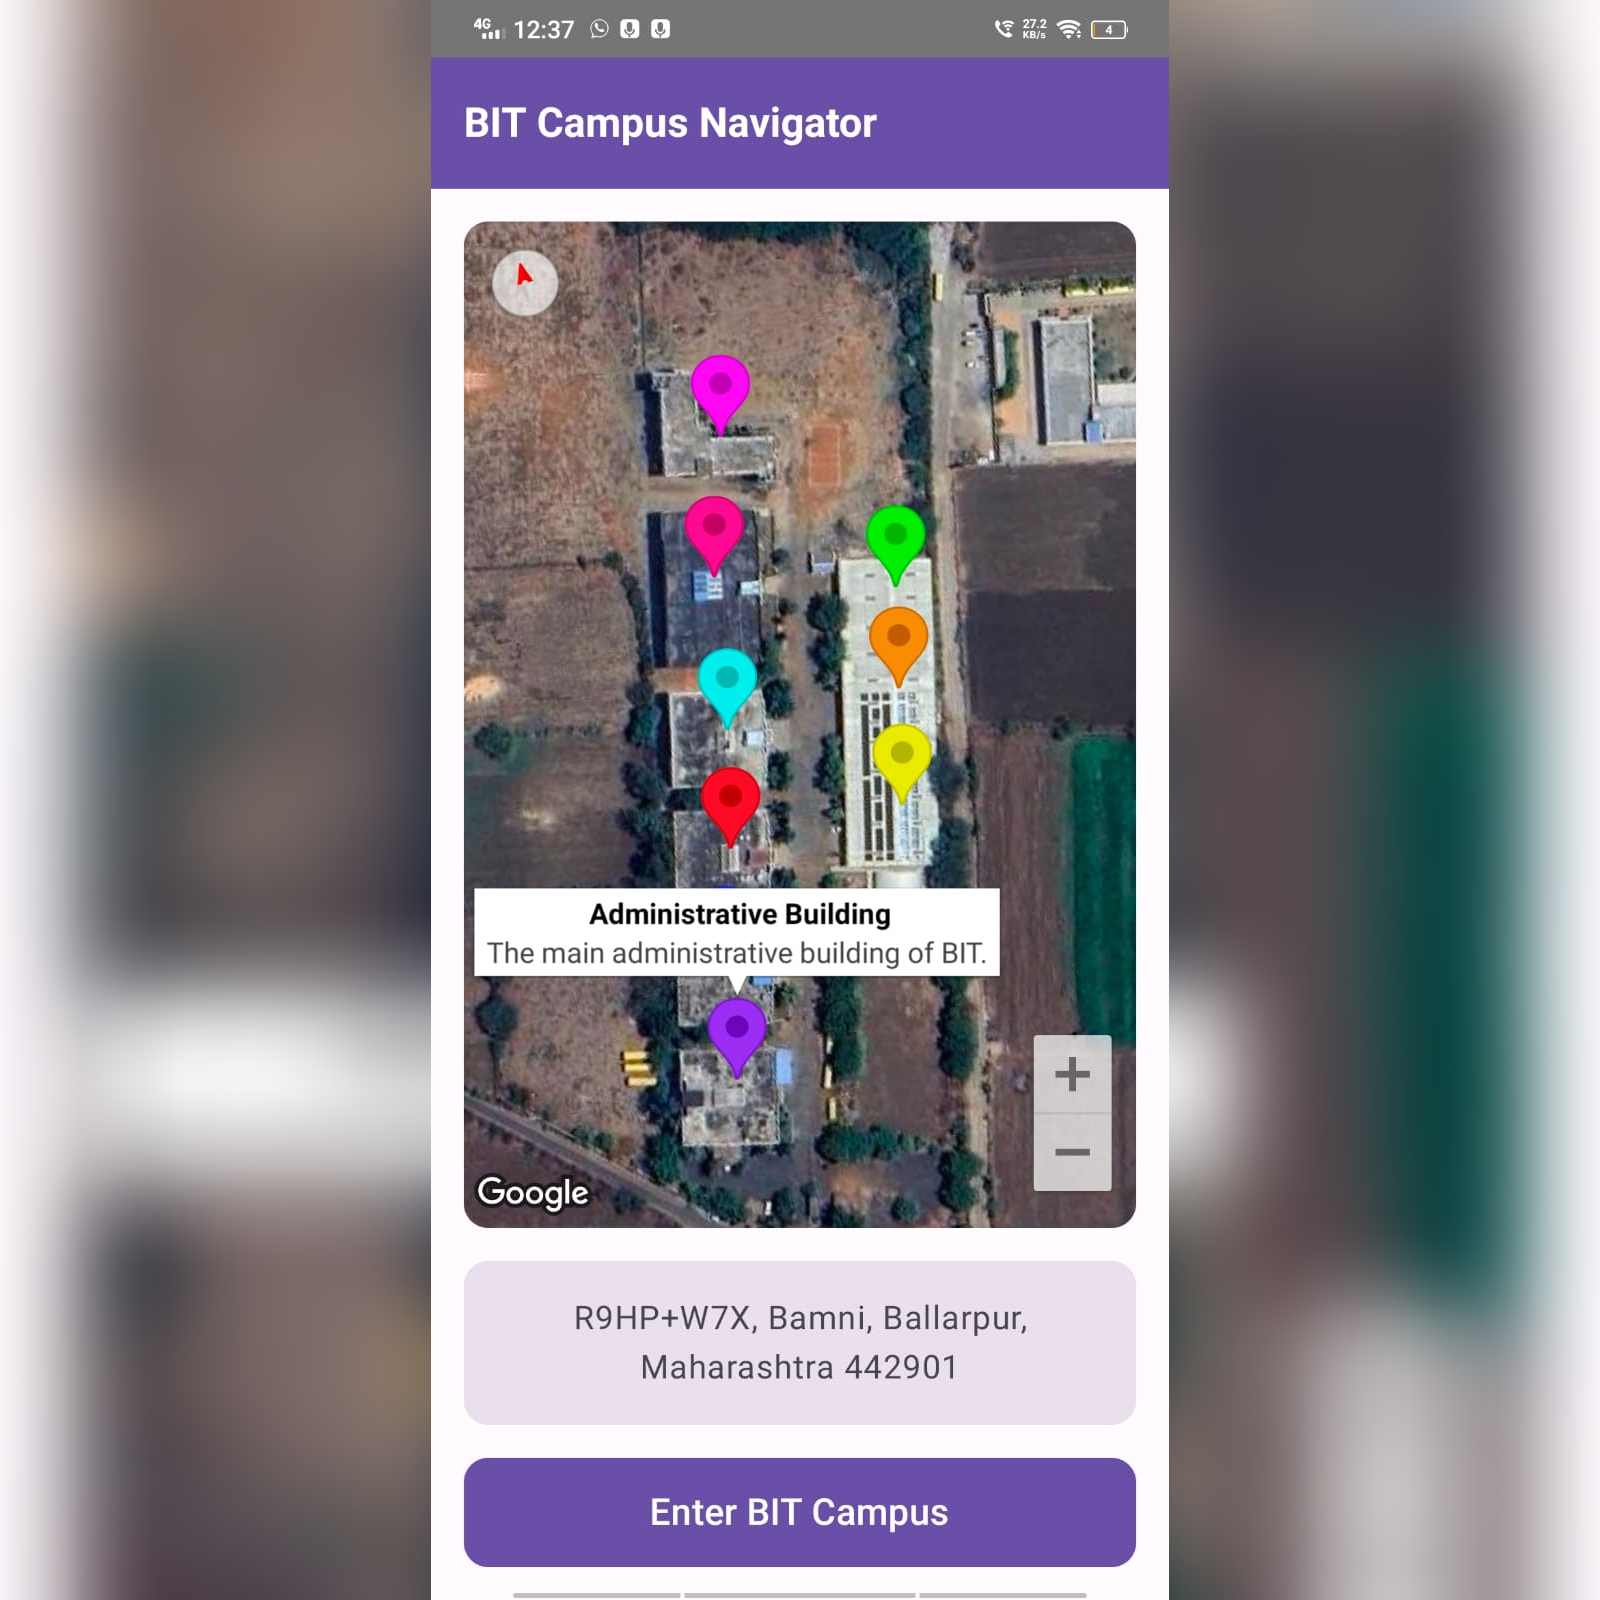 4G 12:37 27.2 KB/s 4
BIT Campus Navigator
Administrative Building
The main administrative building of BIT.
+
−
Google
R9HP+W7X, Bamni, Ballarpur,
Maharashtra 442901
Enter BIT Campus